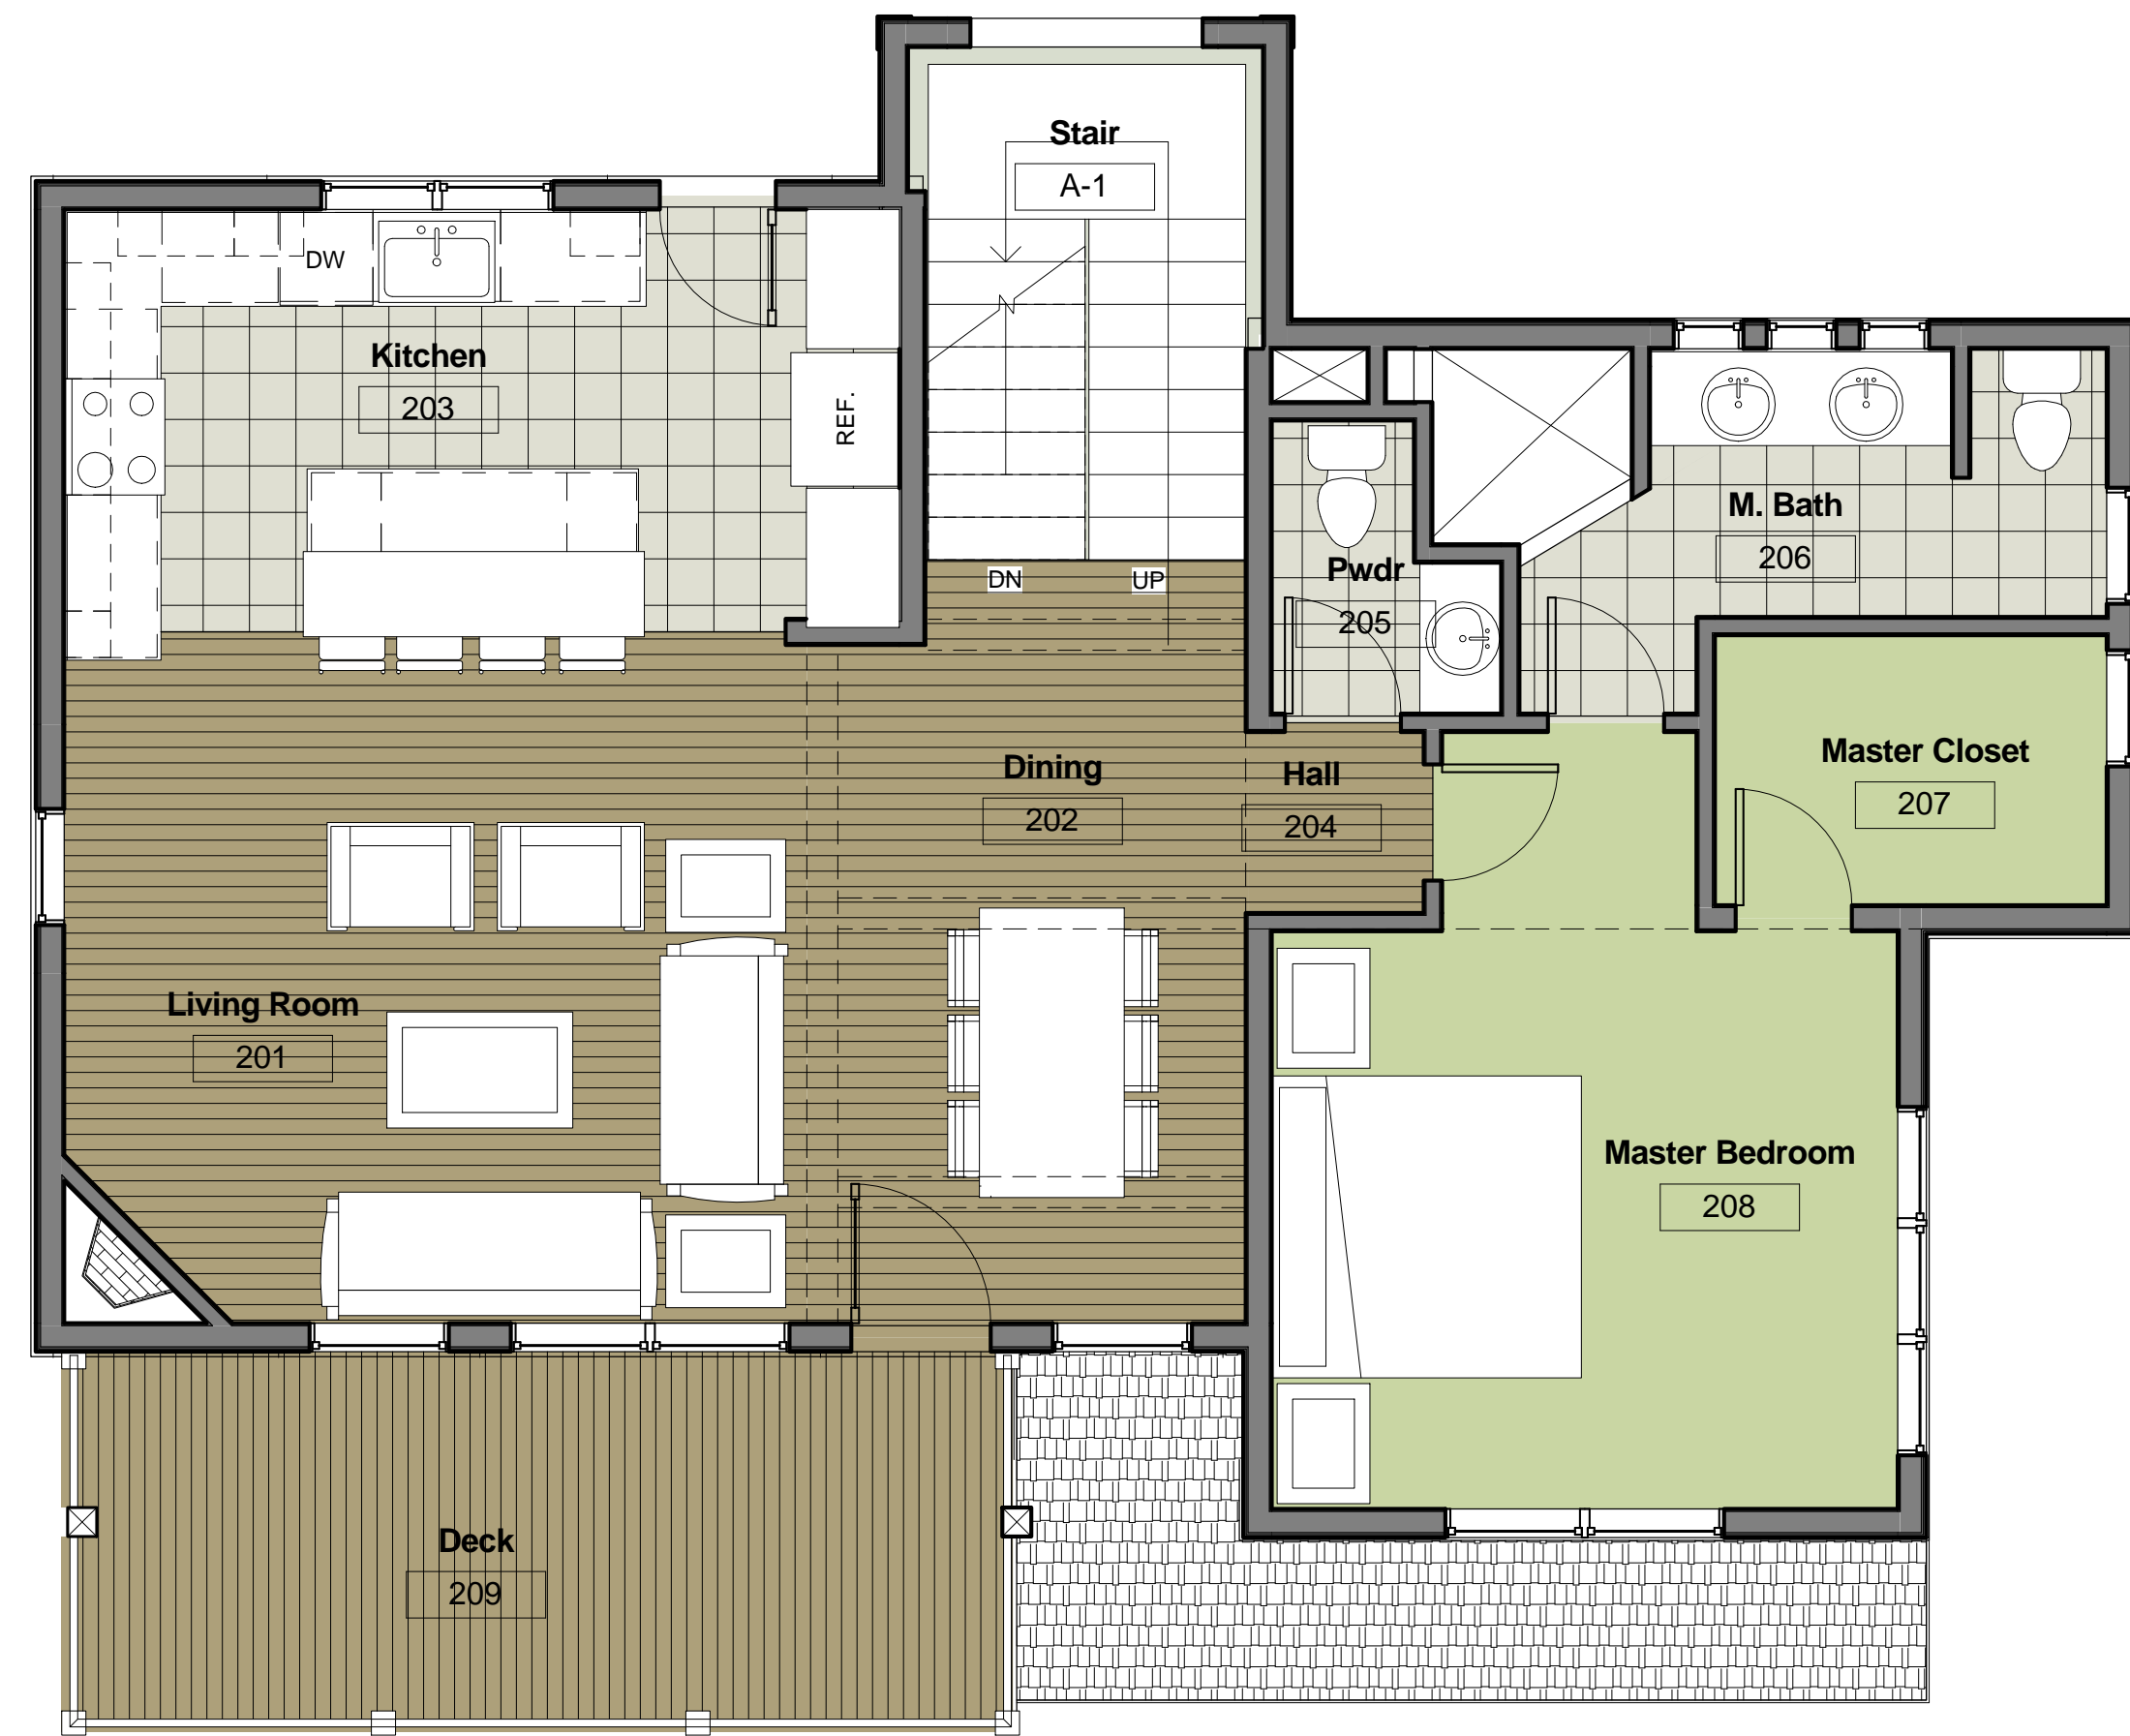 Stair
A-1
DW
Kitchen
203
REF.
M. Bath
206
DN
UP
Pwdr
205
Master Closet
207
Dining
202
Hall
204
Living Room
201
Master Bedroom
208
Deck
209